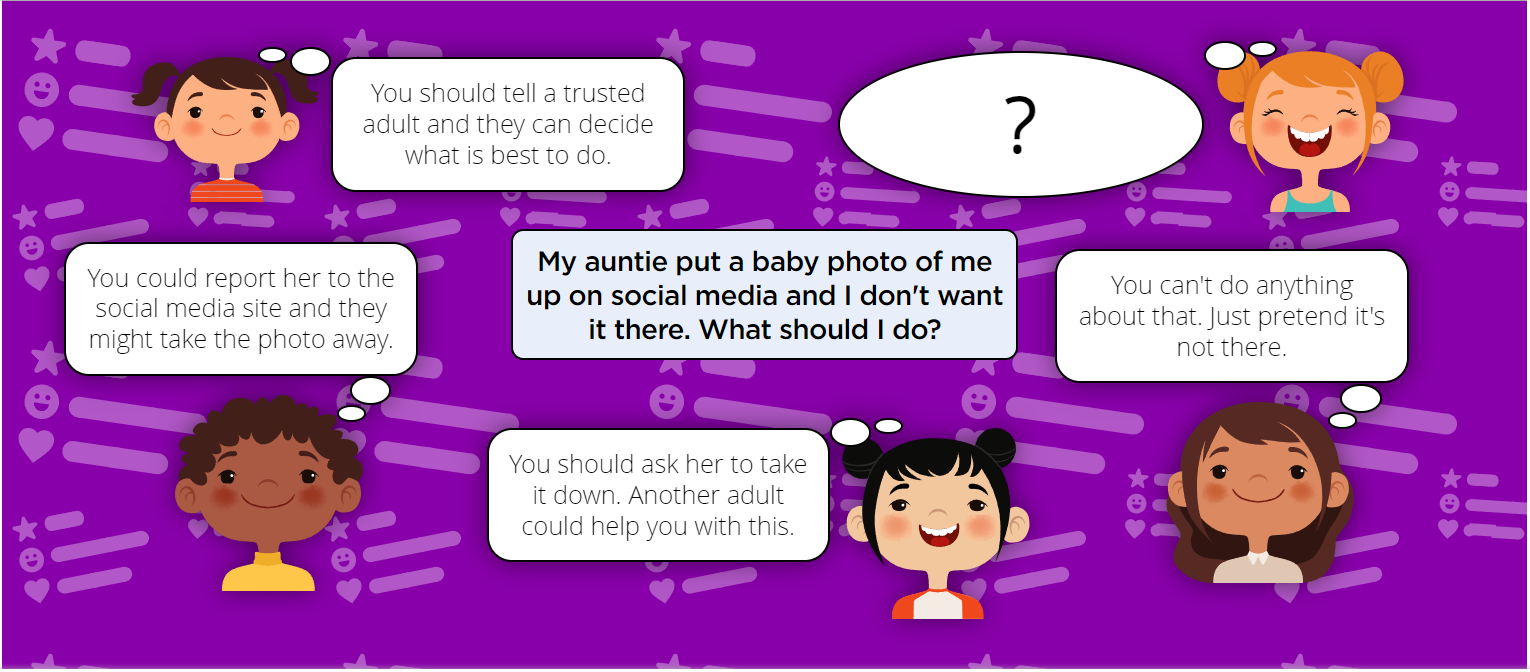 You should tell a trusted
adult and they can decide
what is best to do.
?
You could report her to the
social media site and they
might take the photo away.
My auntie put a baby photo of me
up on social media and I don't want
it there. What should I do?
You can't do anything
about that. Just pretend it's
not there.
You should ask her to take
it down. Another adult
could help you with this.